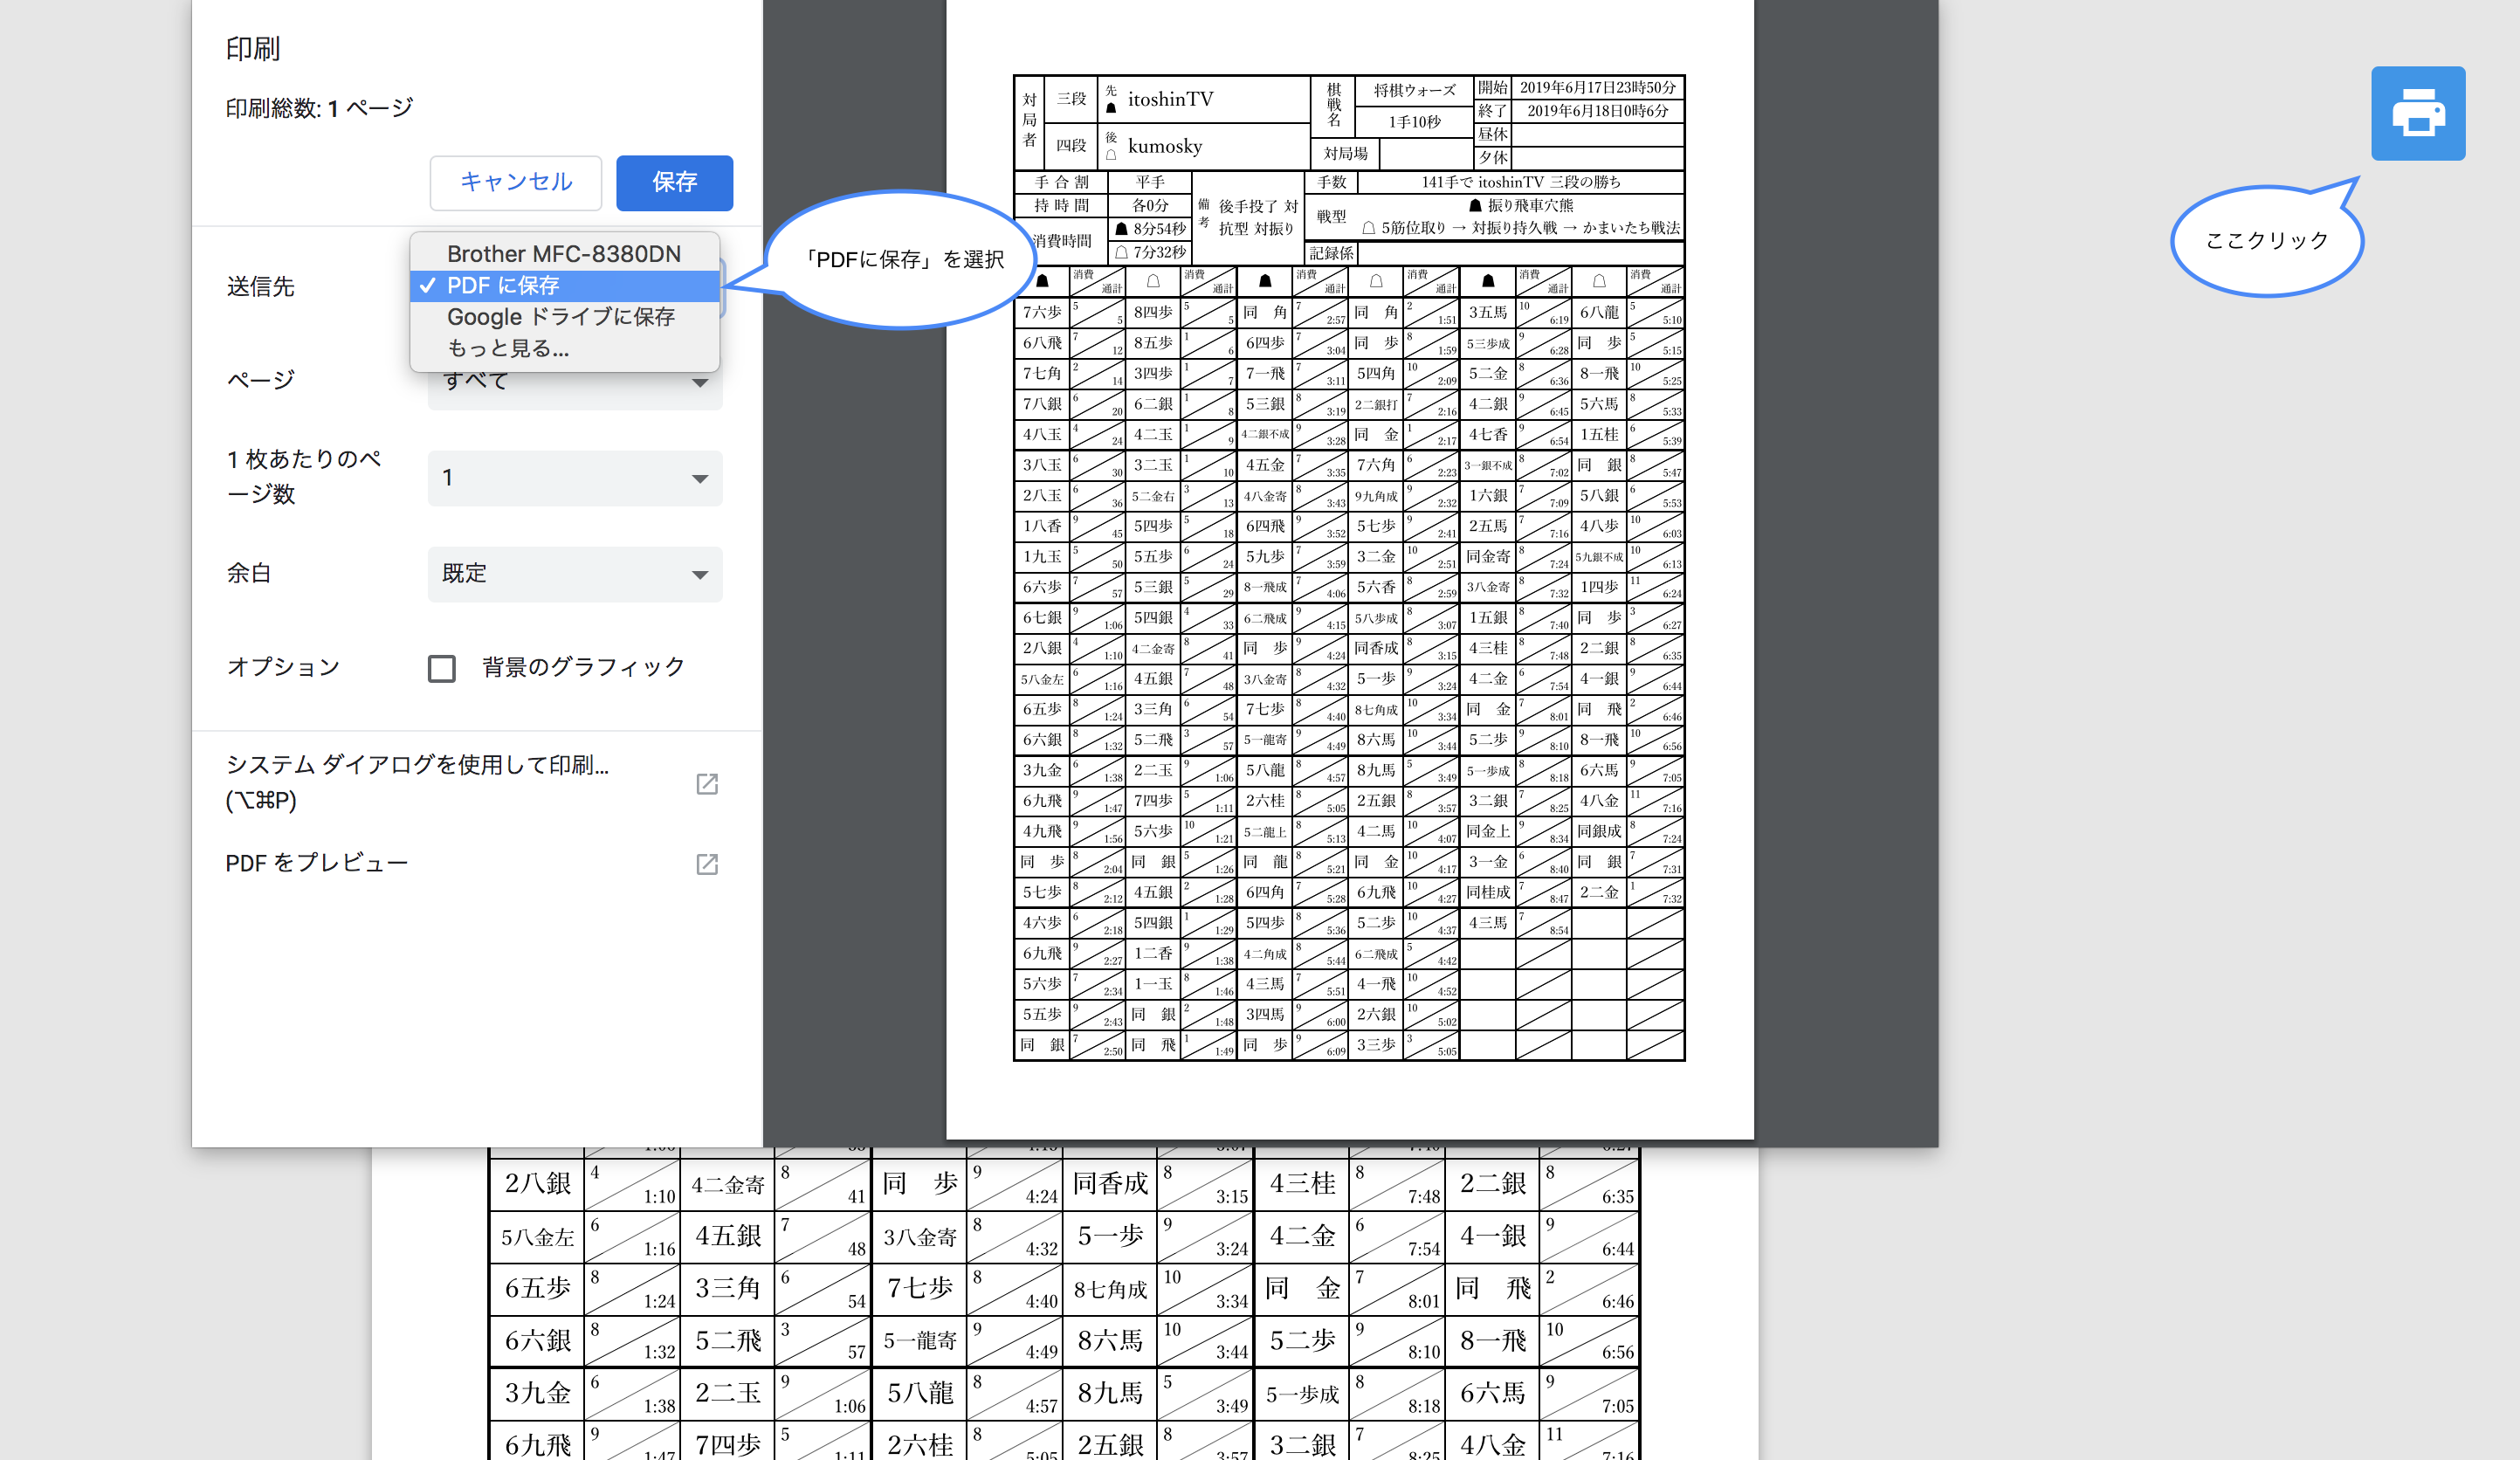 印刷
印刷総数: 1 ページ
キャンセル 保存
送信先
Brother MFC-8380DN
✓ PDF に保存
Google ドライブに保存
もっと見る...
「PDFに保存」を選択
ページ すべて
1 枚あたりのペ
ージ数 1
余白 既定
オプション 背景のグラフィック
システム ダイアログを使用して印刷...
(⌥⌘P)
PDF をプレビュー
ここクリック
対局者 三段 先 itoshinTV 棋戦名 将棋ウォーズ 開始 2019年6月17日23時50分
1手10秒 終了 2019年6月18日0時6分
四段 後 kumosky 対局場 昼休
夕休
手合割 平手 備考 後手投了 対抗型 対振り 手数 141手で itoshinTV 三段の勝ち
持時間 各0分 戦型 振り飛車穴熊
消費時間 8分54秒 5筋位取り → 対振り持久戦 → かまいたち戦法
7分32秒 記録係
消費 通計 消費 通計 消費 通計 消費 通計 消費 通計 消費 通計
7六歩 5 5 8四歩 5 5 同 角 7 2:57 同 角 2 1:51 3五馬 10 6:19 6八龍 5 5:10
6八飛 7 12 8五歩 1 6 6四歩 7 3:04 同 歩 8 1:59 5三歩成 9 6:28 同 歩 5 5:15
7七角 2 14 3四歩 1 7 7一飛 7 3:11 5四角 10 2:09 5二金 8 6:36 8一飛 10 5:25
7八銀 6 20 6二銀 1 8 5三銀 8 3:19 2二銀打 7 2:16 4二銀 9 6:45 5六馬 8 5:33
4八玉 4 24 4二玉 1 9 4二銀不成 9 3:28 同 金 1 2:17 4七香 9 6:54 1五桂 6 5:39
3八玉 6 30 3二玉 1 10 4五金 7 3:35 7六角 6 2:23 3一銀不成 8 7:02 同 銀 8 5:47
2八玉 6 36 5二金右 3 13 4八金寄 8 3:43 9九角成 9 2:32 1六銀 7 7:09 5八銀 6 5:53
1八香 9 45 5四歩 5 18 6四飛 9 3:52 5七歩 9 2:41 2五馬 7 7:16 4八歩 10 6:03
1九玉 5 50 5五歩 6 24 5九歩 7 3:59 3二金 10 2:51 同金寄 8 7:24 5九銀不成 10 6:13
6六歩 7 57 5三銀 5 29 8一飛成 7 4:06 5六香 8 2:59 3八金寄 8 7:32 1四歩 11 6:24
6七銀 9 1:06 5四銀 4 33 6二飛成 9 4:15 5八歩成 8 3:07 1五銀 8 7:40 同 歩 3 6:27
2八銀 4 1:10 4二金寄 8 41 同 歩 9 4:24 同香成 8 3:15 4三桂 8 7:48 2二銀 8 6:35
5八金左 6 1:16 4五銀 7 48 3八金寄 8 4:32 5一歩 9 3:24 4二金 6 7:54 4一銀 9 6:44
6五歩 8 1:24 3三角 6 54 7七歩 8 4:40 8七角成 10 3:34 同 金 7 8:01 同 飛 2 6:46
6六銀 8 1:32 5二飛 3 57 5一龍寄 9 4:49 8六馬 10 3:44 5二歩 9 8:10 8一飛 10 6:56
3九金 6 1:38 2二玉 9 1:06 5八龍 8 4:57 8九馬 5 3:49 5一歩成 8 8:18 6六馬 9 7:05
6九飛 9 1:47 7四歩 5 1:11 2六桂 8 5:05 2五銀 8 3:57 3二銀 7 8:25 4八金 11 7:16
4九飛 9 1:56 5六歩 10 1:21 5二龍上 8 5:13 4二馬 10 4:07 同金上 9 8:34 同銀成 8 7:24
同 歩 8 2:04 同 銀 5 1:26 同 龍 8 5:21 同 金 10 4:17 3一金 6 8:40 同 銀 7 7:31
5七歩 8 2:12 4五銀 2 1:28 6四角 7 5:28 6九飛 10 4:27 同桂成 7 8:47 2二金 1 7:32
4六歩 6 2:18 5四銀 1 1:29 5四歩 8 5:36 5二歩 10 4:37 4三馬 7 8:54
6九飛 9 2:27 1二香 9 1:38 4二角成 8 5:44 6二飛成 5 4:42
5六歩 7 2:34 1一玉 8 1:46 4三馬 7 5:51 4一飛 10 4:52
5五歩 9 2:43 同 銀 2 1:48 3四馬 9 6:00 2六銀 10 5:02
同 銀 7 2:50 同 飛 1 1:49 同 歩 9 6:09 3三歩 3 5:05
2八銀 4 1:10 4二金寄 8 41 同 歩 9 4:24 同香成 8 3:15 4三桂 8 7:48 2二銀 8 6:35
5八金左 6 1:16 4五銀 7 48 3八金寄 8 4:32 5一歩 9 3:24 4二金 6 7:54 4一銀 9 6:44
6五歩 8 1:24 3三角 6 54 7七歩 8 4:40 8七角成 10 3:34 同 金 7 8:01 同 飛 2 6:46
6六銀 8 1:32 5二飛 3 57 5一龍寄 9 4:49 8六馬 10 3:44 5二歩 9 8:10 8一飛 10 6:56
3九金 6 1:38 2二玉 9 1:06 5八龍 8 4:57 8九馬 5 3:49 5一歩成 8 8:18 6六馬 9 7:05
6九飛 9 1:47 7四歩 5 1:11 2六桂 8 5:05 2五銀 8 3:57 3二銀 7 8:25 4八金 11 7:16